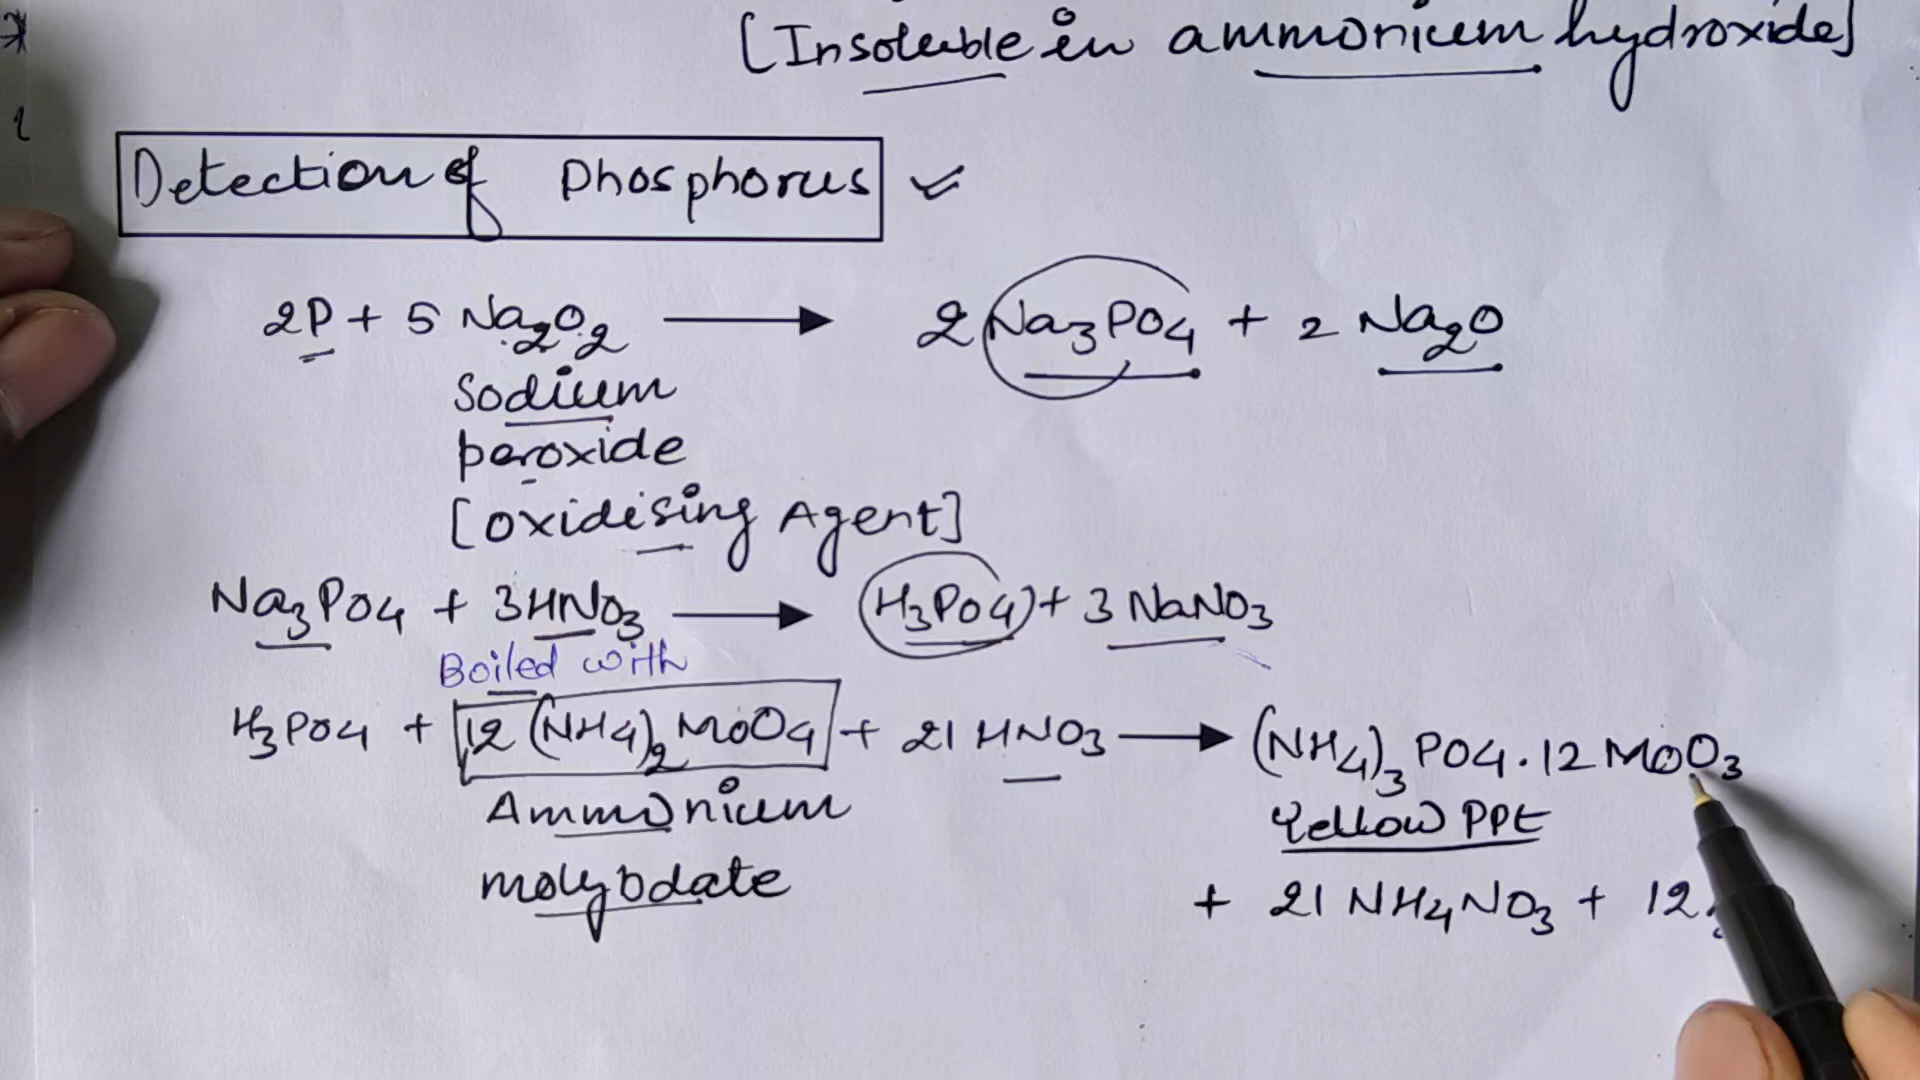 [Insoluble in ammonium hydroxide]
Detection of Phosphorus ✓
2P + 5 Na₂O₂ → 2 Na₃PO₄ + 2 Na₂O
Sodium
peroxide
[oxidising Agent]
Na₃PO₄ + 3HNO₃ → H₃PO₄ + 3 NaNO₃
Boiled with
H₃PO₄ + 12 (NH₄)₂ MoO₄ + 21 HNO₃ → (NH₄)₃ PO₄ . 12 MoO₃
Ammonium
molybdate
Yellow PPt
+ 21 NH₄NO₃ + 12